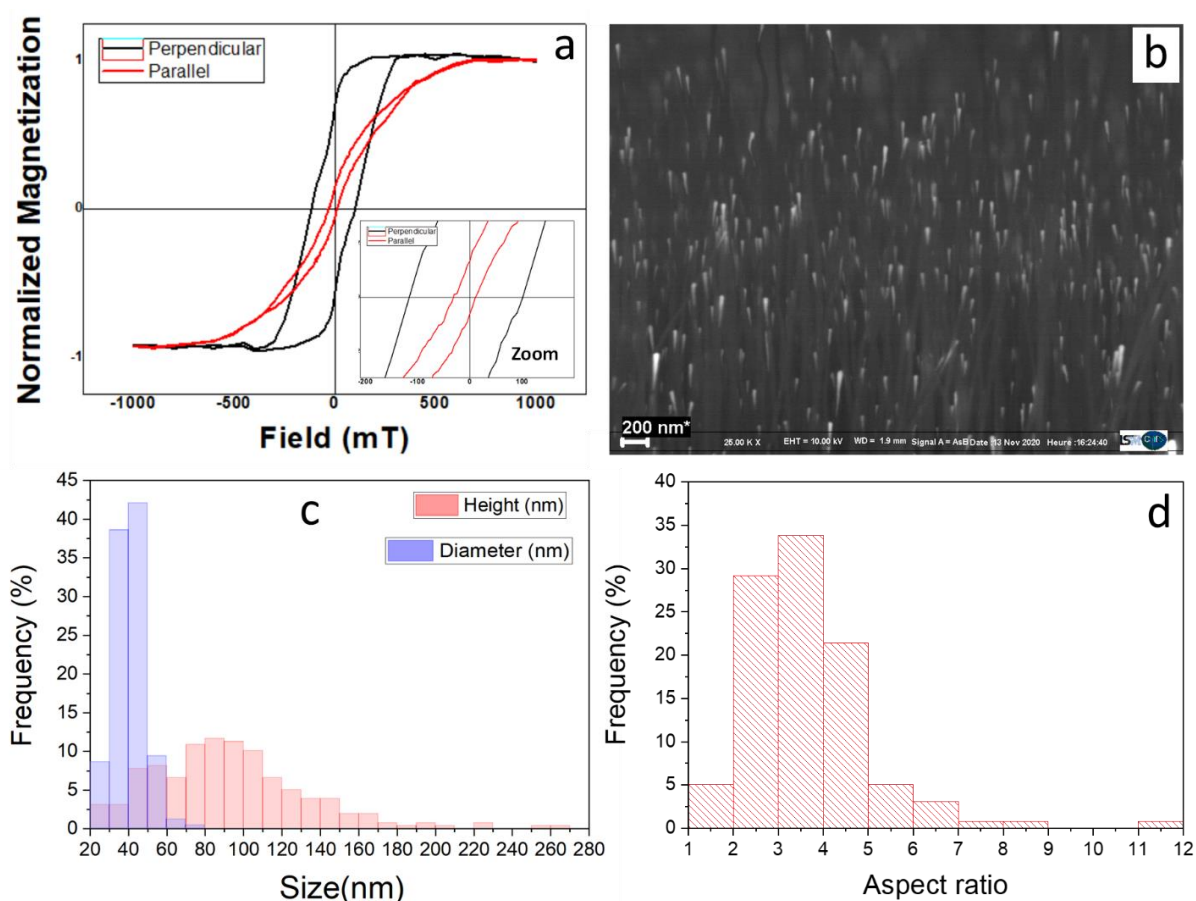 a
Perpendicular
Parallel
Normalized Magnetization
1
0
-1
Perpendicular
Parallel
Zoom
-200 -100 0 100
-1000 -500 0 500 1000
Field (mT)
b
200 nm*
25.00 K X EHT = 10.00 kV WD = 1.9 mm Signal A = AsB Date :13 Nov 2020 Heure :16:24:40
c
Height (nm)
Diameter (nm)
Frequency (%)
45
40
35
30
25
20
15
10
5
0
20 40 60 80 100 120 140 160 180 200 220 240 260 280
Size(nm)
d
Frequency (%)
40
35
30
25
20
15
10
5
0
1 2 3 4 5 6 7 8 9 10 11 12
Aspect ratio